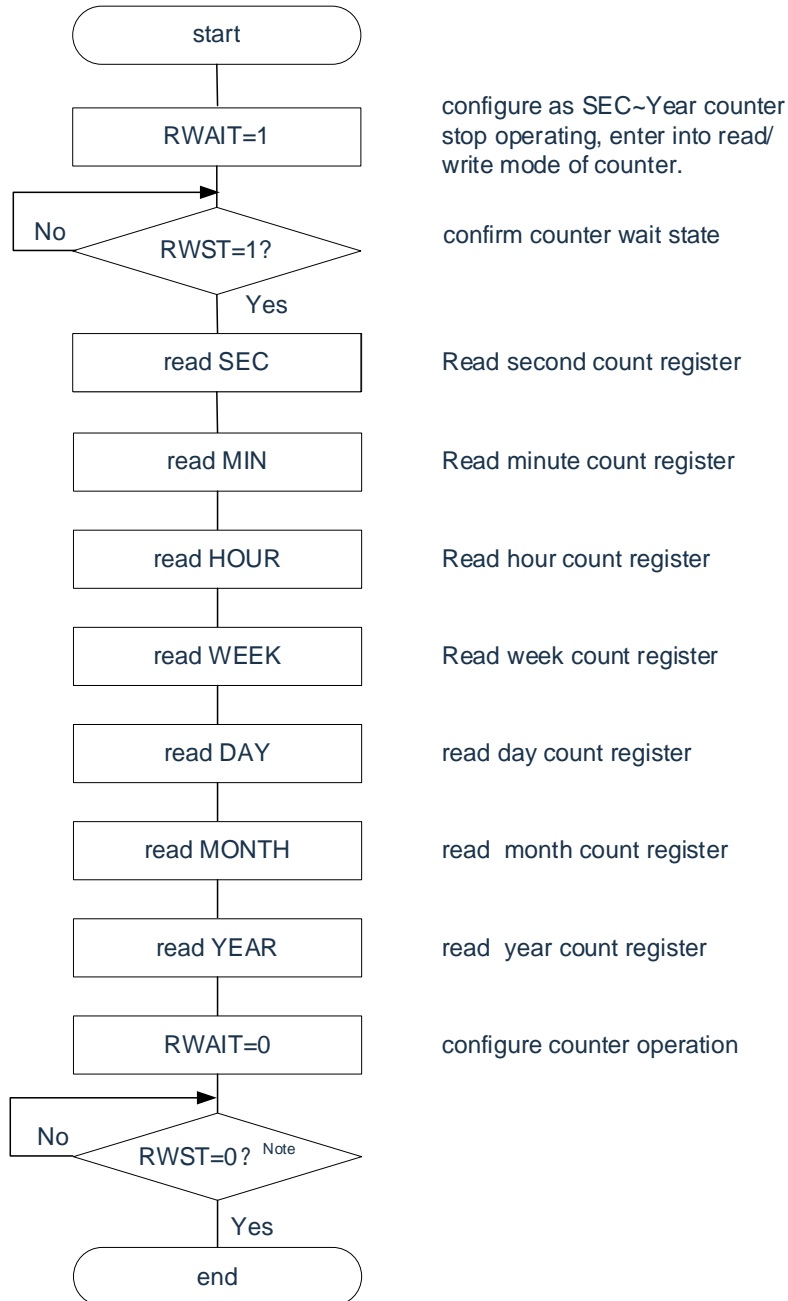 start
RWAIT=1
configure as SEC~Year counter
stop operating, enter into read/
write mode of counter.
No
RWST=1?
confirm counter wait state
Yes
read SEC
Read second count register
read MIN
Read minute count register
read HOUR
Read hour count register
read WEEK
Read week count register
read DAY
read day count register
read MONTH
read  month count register
read YEAR
read  year count register
RWAIT=0
configure counter operation
No
RWST=0? Note
Yes
end